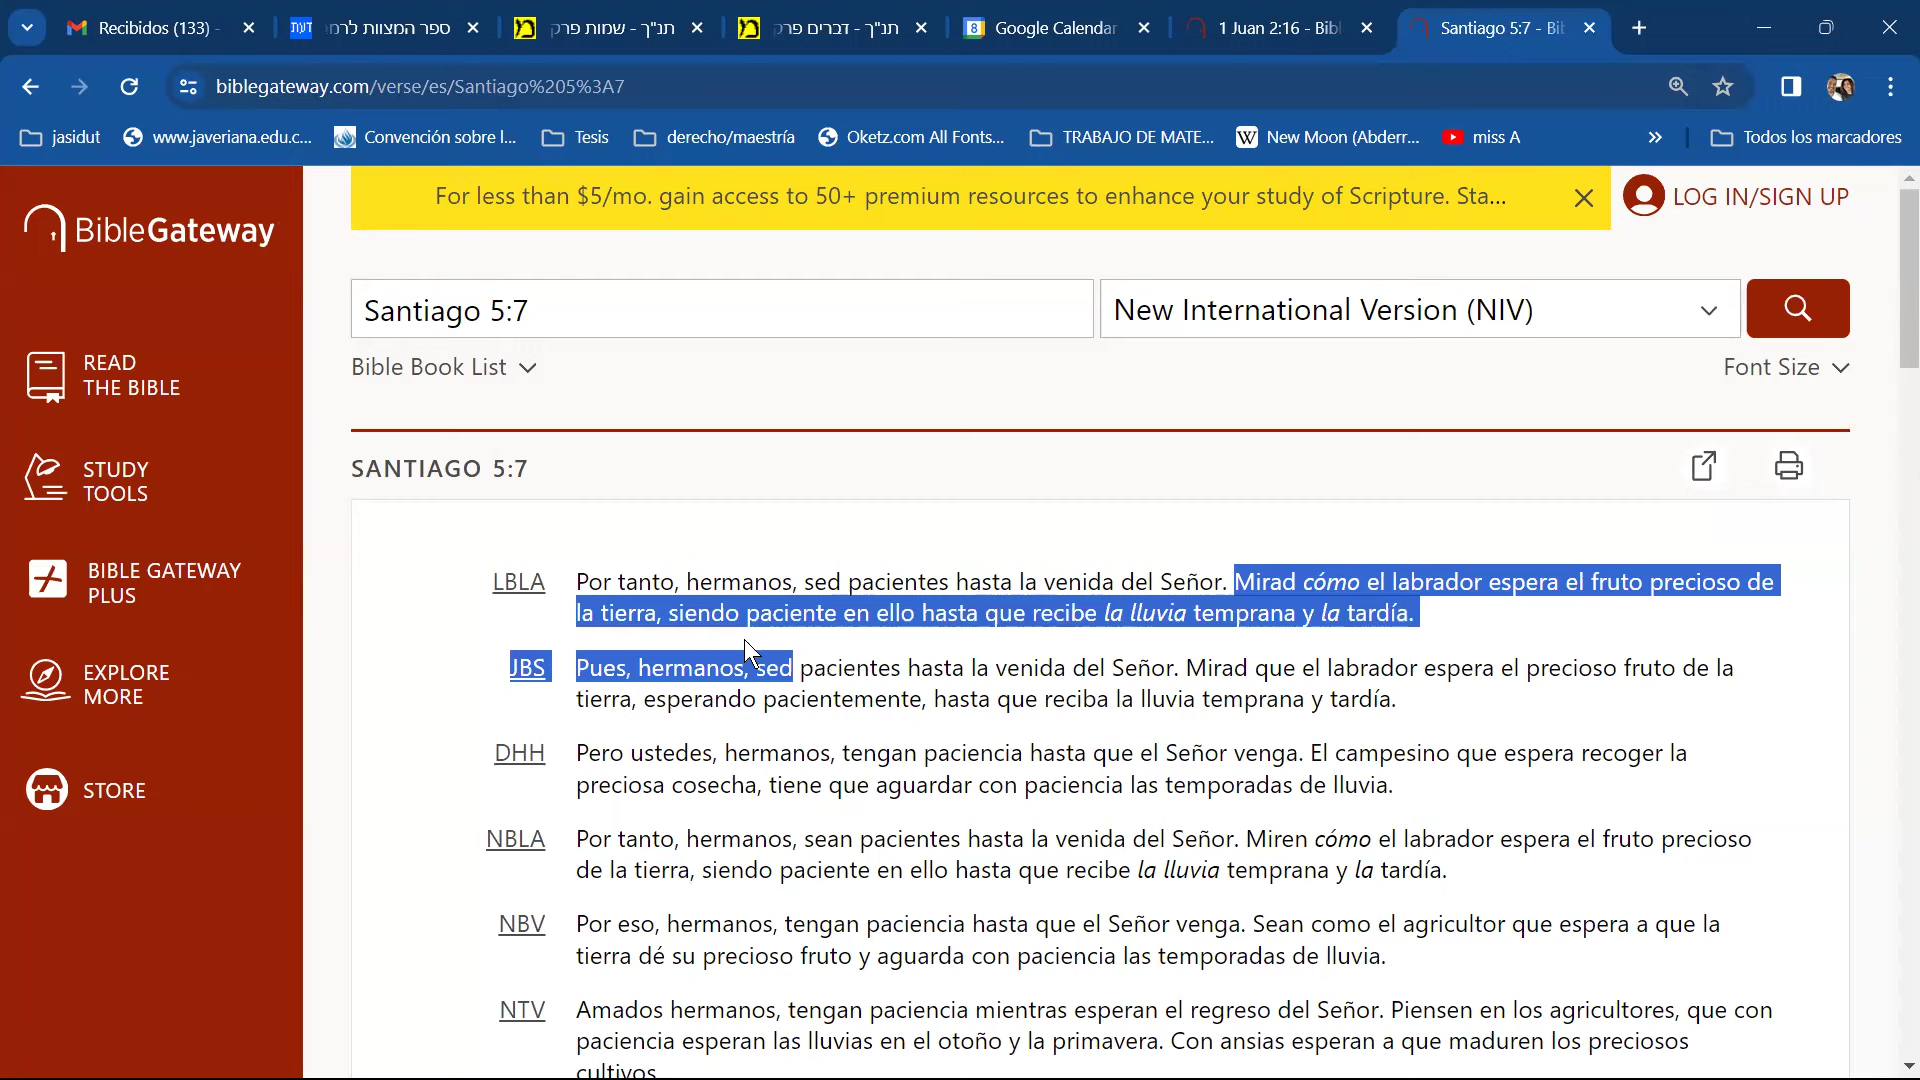 Recibidos (133) -
ספר המצוות לרמ
תנ"ך - שמות פרק
תנ"ך - דברים פרק
Google Calendar
1 Juan 2:16 - Bibl
Santiago 5:7 - Bib
biblegateway.com/verse/es/Santiago%205%3A7
jasidut
www.javeriana.edu.c...
Convención sobre l...
Tesis
derecho/maestría
Oketz.com All Fonts...
TRABAJO DE MATE...
New Moon (Abderr...
miss A
»
Todos los marcadores
BibleGateway
For less than $5/mo. gain access to 50+ premium resources to enhance your study of Scripture. Sta...
LOG IN/SIGN UP
Santiago 5:7
New International Version (NIV)
Bible Book List
Font Size
READ
THE BIBLE
STUDY
TOOLS
BIBLE GATEWAY
PLUS
EXPLORE
MORE
STORE
SANTIAGO 5:7
LBLA Por tanto, hermanos, sed pacientes hasta la venida del Señor. Mirad cómo el labrador espera el fruto precioso de
la tierra, siendo paciente en ello hasta que recibe la lluvia temprana y la tardía.
JBS Pues, hermanos, sed pacientes hasta la venida del Señor. Mirad que el labrador espera el precioso fruto de la
tierra, esperando pacientemente, hasta que reciba la lluvia temprana y tardía.
DHH Pero ustedes, hermanos, tengan paciencia hasta que el Señor venga. El campesino que espera recoger la
preciosa cosecha, tiene que aguardar con paciencia las temporadas de lluvia.
NBLA Por tanto, hermanos, sean pacientes hasta la venida del Señor. Miren cómo el labrador espera el fruto precioso
de la tierra, siendo paciente en ello hasta que recibe la lluvia temprana y la tardía.
NBV Por eso, hermanos, tengan paciencia hasta que el Señor venga. Sean como el agricultor que espera a que la
tierra dé su precioso fruto y aguarda con paciencia las temporadas de lluvia.
NTV Amados hermanos, tengan paciencia mientras esperan el regreso del Señor. Piensen en los agricultores, que con
paciencia esperan las lluvias en el otoño y la primavera. Con ansias esperan a que maduren los preciosos
cultivos.